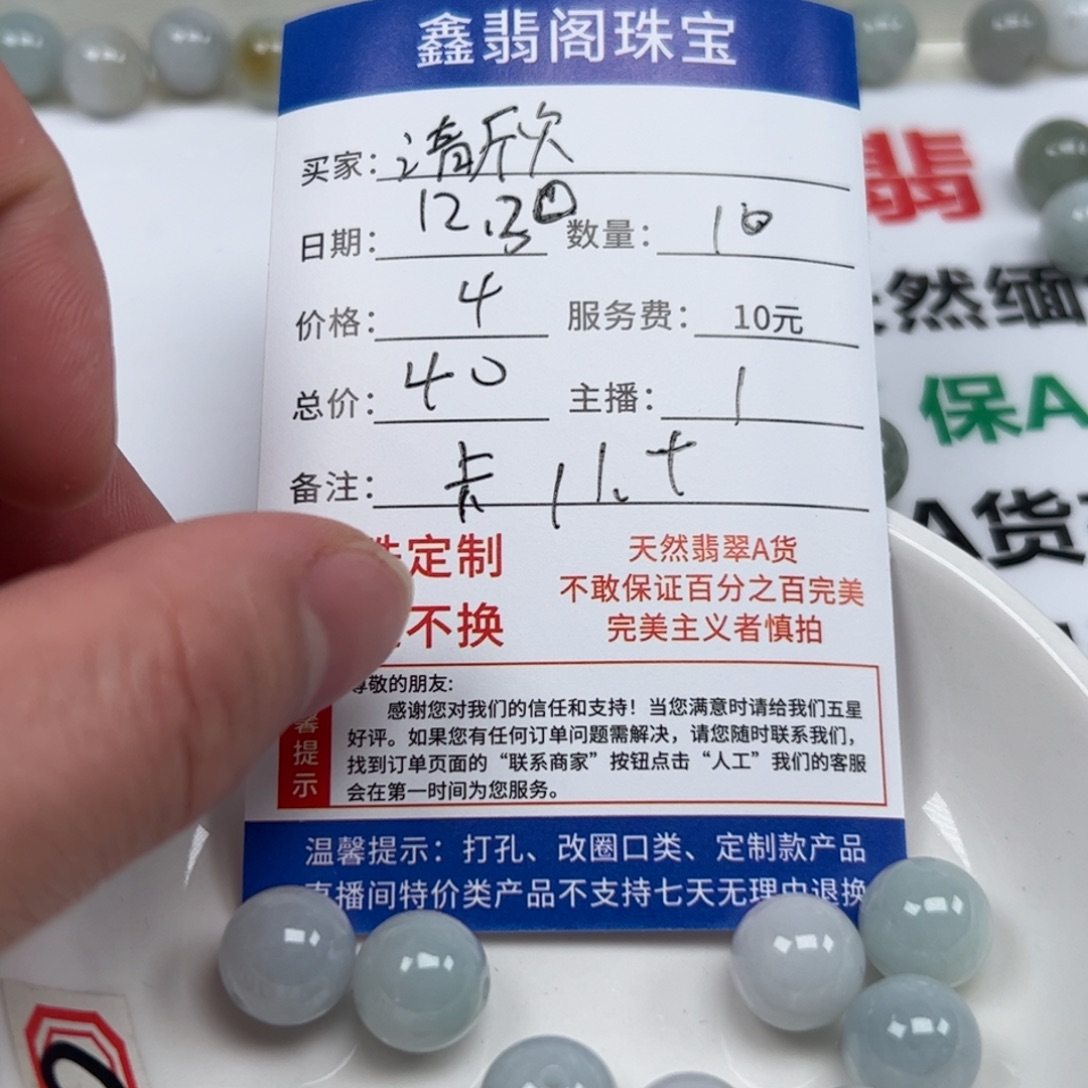 鑫翡阁珠宝
买家：清欣
日期：12.30 数量：10
价格：4 服务费：10元
总价：40 主播：1
备注：卡
定制
不换
天然翡翠A货
不敢保证百分之百完美
完美主义者慎拍
馨提示
尊敬的朋友：
感谢您对我们的信任和支持！当您满意时请给我们五星
好评。如果您有任何订单问题需解决，请您随时联系我们，
找到订单页面的“联系商家”按钮点击“人工”我们的客服
会在第一时间为您服务。
温馨提示：打孔、改圈口类、定制款产品
直播间特价类产品不支持七天无理由退换
翡
然缅
保A
A货